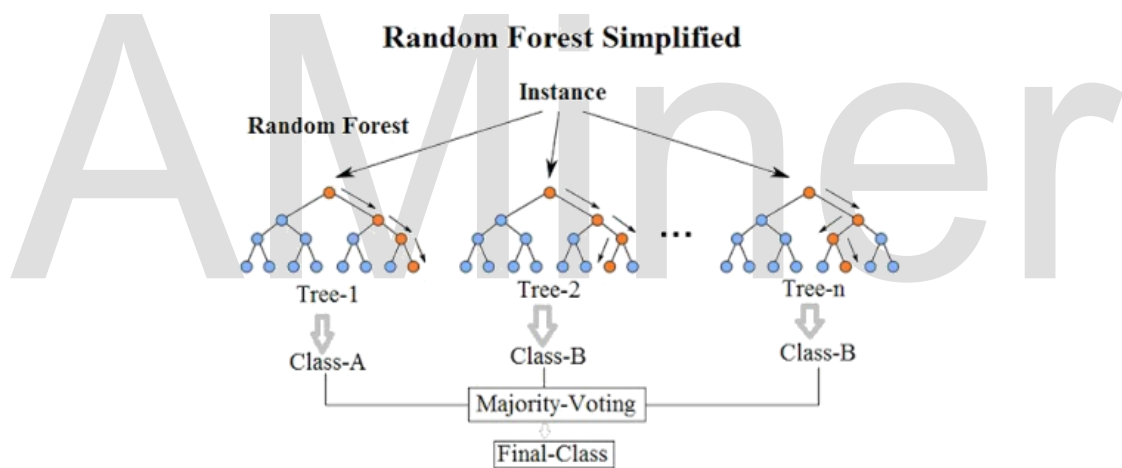 AMiner
Random Forest Simplified
Instance
Random Forest
...
Tree-1
Tree-2
Tree-n
Class-A
Class-B
Class-B
Majority-Voting
Final-Class